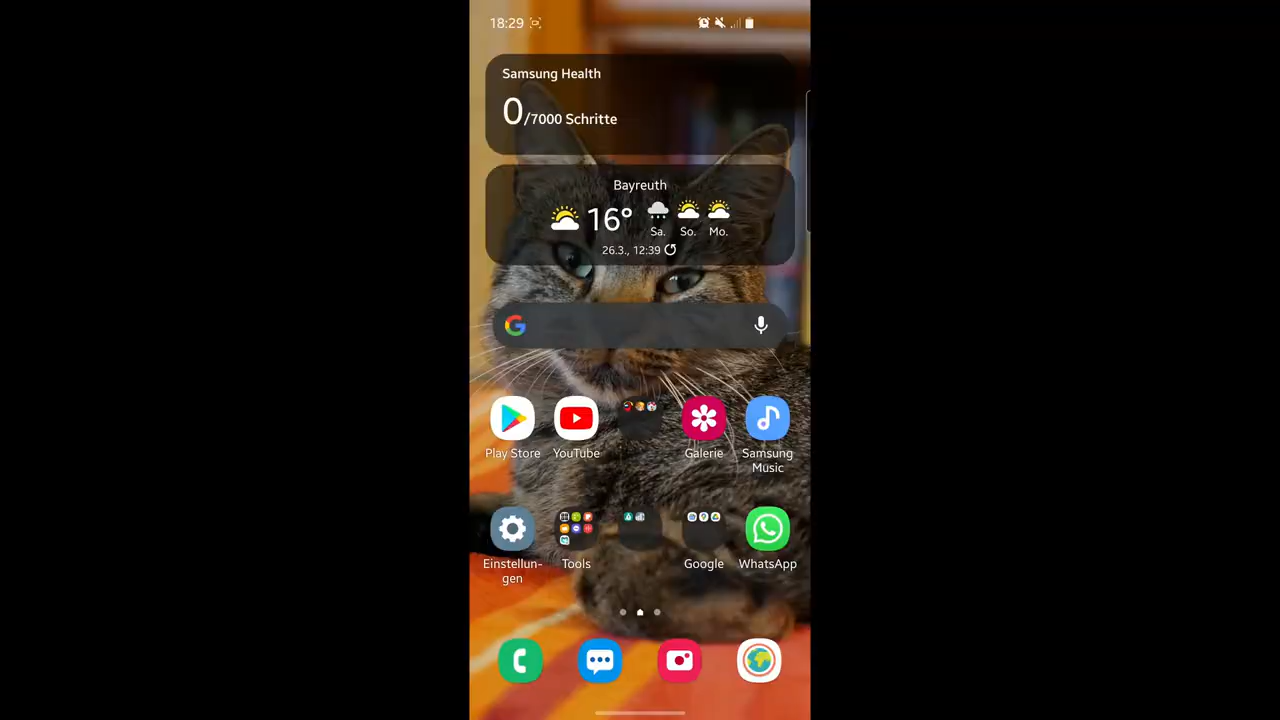 18:29
Samsung Health
0/7000 Schritte
Bayreuth
16°
Sa. So. Mo.
26.3., 12:39
Play Store YouTube Galerie Samsung
Music
Einstellun-
gen Tools Google WhatsApp